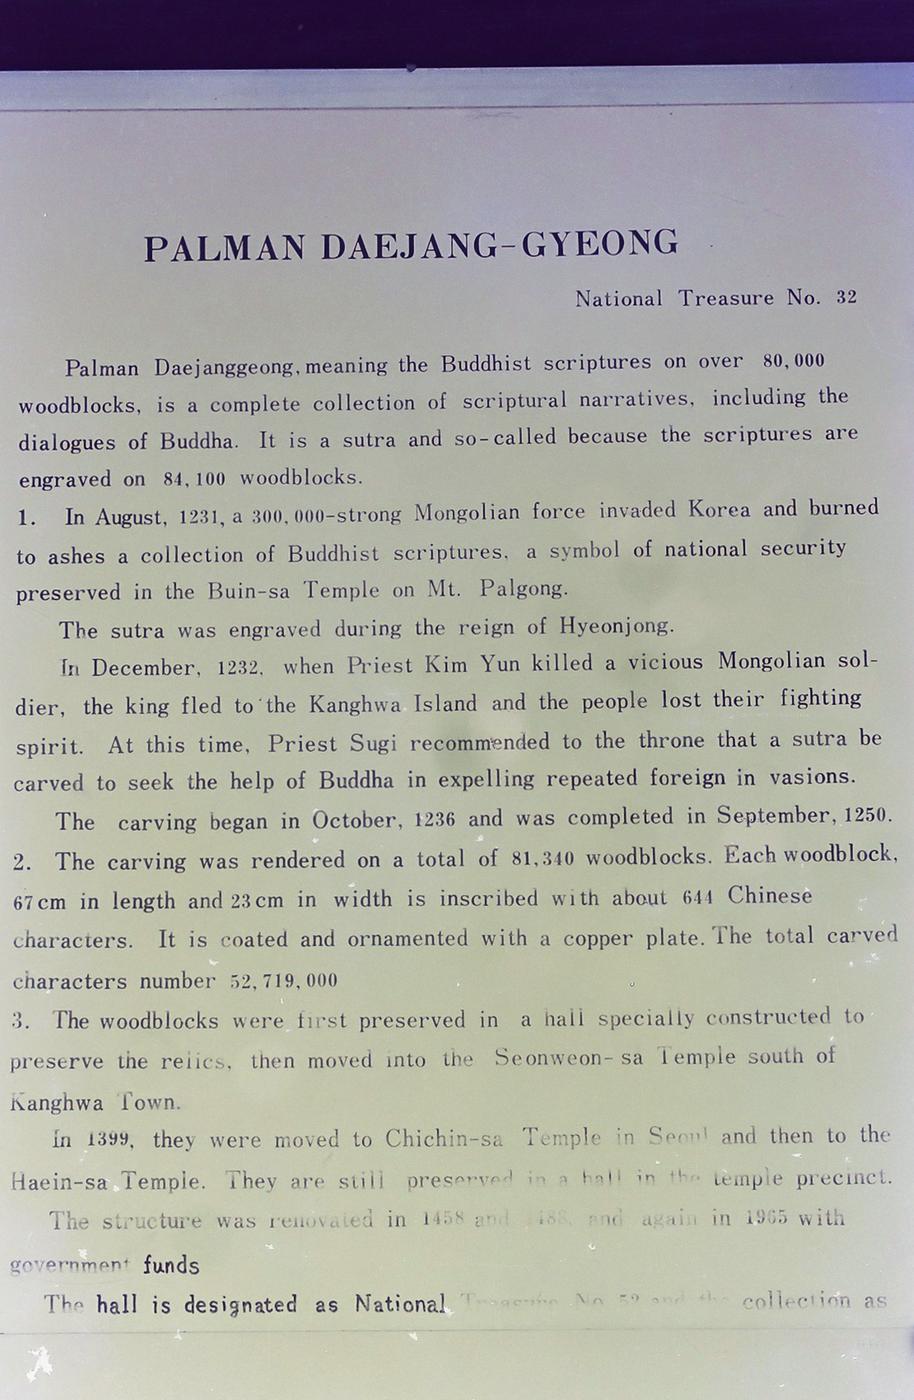 PALMAN DAEJANG-GYEONG
National Treasure No. 32
Palman Daejanggeong, meaning the Buddhist scriptures on over 80,000
woodblocks, is a complete collection of scriptural narratives, including the
dialogues of Buddha. It is a sutra and so-called because the scriptures are
engraved on 84,100 woodblocks.
1. In August, 1231, a 300,000-strong Mongolian force invaded Korea and burned
to ashes a collection of Buddhist scriptures, a symbol of national security
preserved in the Buin-sa Temple on Mt. Palgong.
The sutra was engraved during the reign of Hyeonjong.
In December, 1232, when Priest Kim Yun killed a vicious Mongolian sol-
dier, the king fled to the Kanghwa Island and the people lost their fighting
spirit. At this time, Priest Sugi recommended to the throne that a sutra be
carved to seek the help of Buddha in expelling repeated foreign in vasions.
The carving began in October, 1236 and was completed in September, 1250.
2. The carving was rendered on a total of 81,340 woodblocks. Each woodblock,
67cm in length and 23cm in width is inscribed with about 644 Chinese
characters. It is coated and ornamented with a copper plate. The total carved
characters number 52,719,000
3. The woodblocks were first preserved in a hall specially constructed to
preserve the relics, then moved into the Seonweon-sa Temple south of
Kanghwa Town.
In 1399, they were moved to Chichin-sa Temple in Seoul and then to the
Haein-sa Temple. They are still preserved in a hall in the temple precinct.
The structure was renovated in 1458 and and again in 1965 with
government funds
The hall is designated as National Treasure No 52 and the collection as